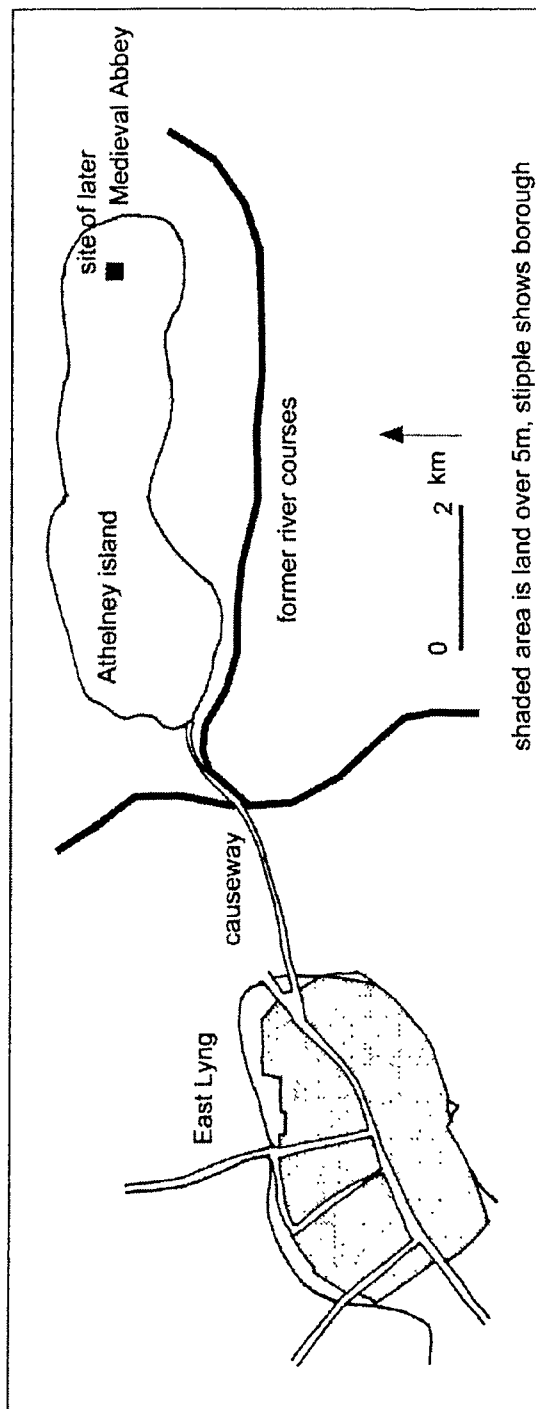 site of later
Medieval Abbey
Athelney island
former river courses
causeway
East Lyng
0 2
km
shaded area is land over 5m, stipple shows borough